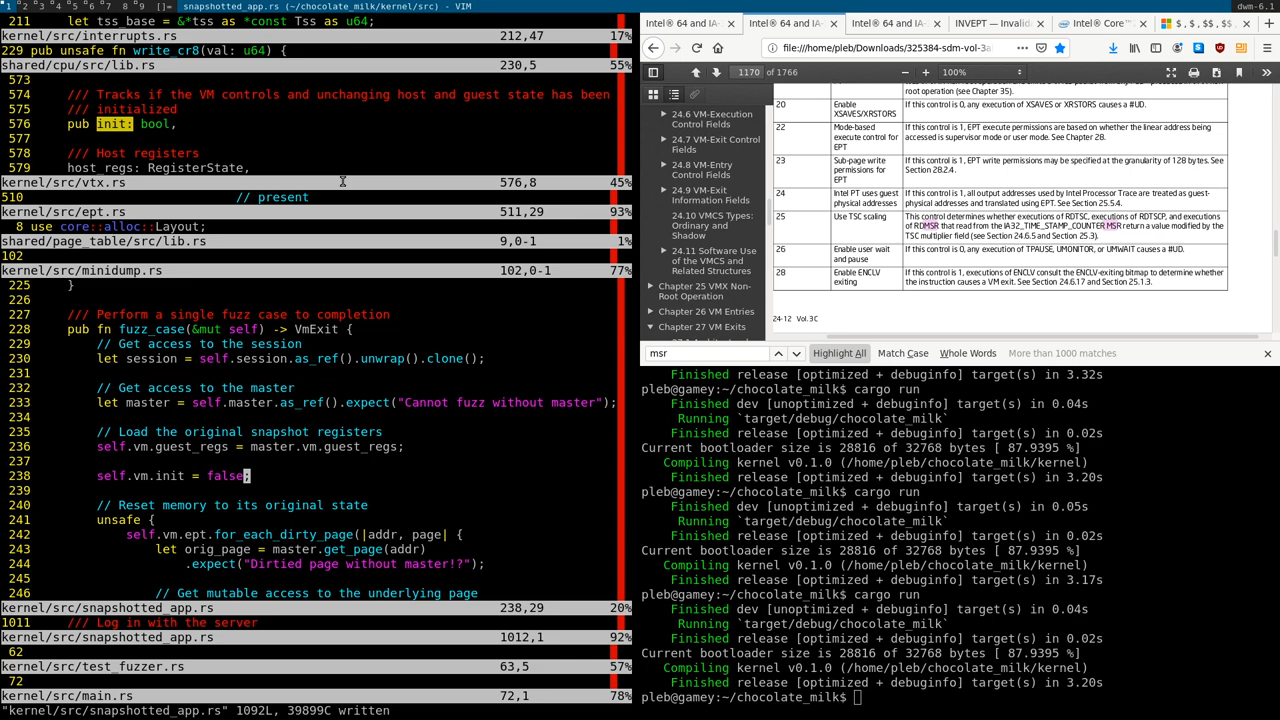 1 2 3 4 5 6 7 8 9 []= snapshotted_app.rs (~/chocolate_milk/kernel/src) - VIM dwm-6.1
211 let tss_base = &*tss as *const Tss as u64;
kernel/src/interrupts.rs 212,47 17%
229 pub unsafe fn write_cr8(val: u64) {
shared/cpu/src/lib.rs 230,5 55%
573
574 /// Tracks if the VM controls and unchanging host and guest state has been
575 /// initialized
576 pub init: bool,
577
578 /// Host registers
579 host_regs: RegisterState,
kernel/src/vtx.rs 576,8 45%
510 // present
kernel/src/ept.rs 511,29 93%
8 use core::alloc::Layout;
shared/page_table/src/lib.rs 9,0-1 1%
102
kernel/src/minidump.rs 102,0-1 77%
225 }
226
227 /// Perform a single fuzz case to completion
228 pub fn fuzz_case(&mut self) -> VmExit {
229 // Get access to the session
230 let session = self.session.as_ref().unwrap().clone();
231
232 // Get access to the master
233 let master = self.master.as_ref().expect("Cannot fuzz without master");
234
235 // Load the original snapshot registers
236 self.vm.guest_regs = master.vm.guest_regs;
237
238 self.vm.init = false;
239
240 // Reset memory to its original state
241 unsafe {
242 self.vm.ept.for_each_dirty_page(|addr, page| {
243 let orig_page = master.get_page(addr)
244 .expect("Dirtied page without master!?");
245
246 // Get mutable access to the underlying page
kernel/src/snapshotted_app.rs 238,29 20%
1011 /// Log in with the server
kernel/src/snapshotted_app.rs 1012,1 92%
62
kernel/src/test_fuzzer.rs 63,5 57%
72
kernel/src/main.rs 72,1 78%
"kernel/src/snapshotted_app.rs" 1092L, 39899C written
Intel® 64 and IA- Intel® 64 and IA- Intel® 64 and IA- INVEPT — Invalid Intel® Core™ $ , $ , $$ , $$
file:///home/pleb/Downloads/325384-sdm-vol-3a
1170 of 1766 100%
24.6 VM-Execution
Control Fields
24.7 VM-Exit Control
Fields
24.8 VM-Entry
Control Fields
24.9 VM-Exit
Information Fields
24.10 VMCS Types:
Ordinary and
Shadow
24.11 Software Use
of the VMCS and
Related Structures
Chapter 25 VMX Non-
Root Operation
Chapter 26 VM Entries
Chapter 27 VM Exits
root operation (see Chapter 35).
20 Enable XSAVES/XRSTORS If this control is 0, any execution of XSAVES or XRSTORS causes a #UD.
22 Mode-based execute control for EPT If this control is 1, EPT execute permissions are based on whether the linear address being
accessed is supervisor mode or user mode. See Chapter 28.
23 Sub-page write permissions for EPT If this control is 1, EPT write permissions may be specified at the granularity of 128 bytes. See
Section 28.2.4.
24 Intel PT uses guest physical addresses If this control is 1, all output addresses used by Intel Processor Trace are treated as guest-
physical addresses and translated using EPT. See Section 25.5.4.
25 Use TSC scaling This control determines whether executions of RDTSC, executions of RDTSCP, and executions
of RDMSR that read from the IA32_TIME_STAMP_COUNTER MSR return a value modified by the
TSC multiplier field (see Section 24.6.5 and Section 25.3).
26 Enable user wait and pause If this control is 0, any execution of TPAUSE, UMONITOR, or UMWAIT causes a #UD.
28 Enable ENCLV exiting If this control is 1, executions of ENCLV consult the ENCLV-exiting bitmap to determine whether
the instruction causes a VM exit. See Section 24.6.17 and Section 25.1.3.
24-12 Vol. 3C
msr Highlight All Match Case Whole Words More than 1000 matches
Finished release [optimized + debuginfo] target(s) in 3.32s
pleb@gamey:~/chocolate_milk$ cargo run
Finished dev [unoptimized + debuginfo] target(s) in 0.04s
Running `target/debug/chocolate_milk`
Finished release [optimized + debuginfo] target(s) in 0.02s
Current bootloader size is 28816 of 32768 bytes [ 87.9395 %]
Compiling kernel v0.1.0 (/home/pleb/chocolate_milk/kernel)
Finished release [optimized + debuginfo] target(s) in 3.20s
pleb@gamey:~/chocolate_milk$ cargo run
Finished dev [unoptimized + debuginfo] target(s) in 0.05s
Running `target/debug/chocolate_milk`
Finished release [optimized + debuginfo] target(s) in 0.02s
Current bootloader size is 28816 of 32768 bytes [ 87.9395 %]
Compiling kernel v0.1.0 (/home/pleb/chocolate_milk/kernel)
Finished release [optimized + debuginfo] target(s) in 3.17s
pleb@gamey:~/chocolate_milk$ cargo run
Finished dev [unoptimized + debuginfo] target(s) in 0.04s
Running `target/debug/chocolate_milk`
Finished release [optimized + debuginfo] target(s) in 0.02s
Current bootloader size is 28816 of 32768 bytes [ 87.9395 %]
Compiling kernel v0.1.0 (/home/pleb/chocolate_milk/kernel)
Finished release [optimized + debuginfo] target(s) in 3.20s
pleb@gamey:~/chocolate_milk$